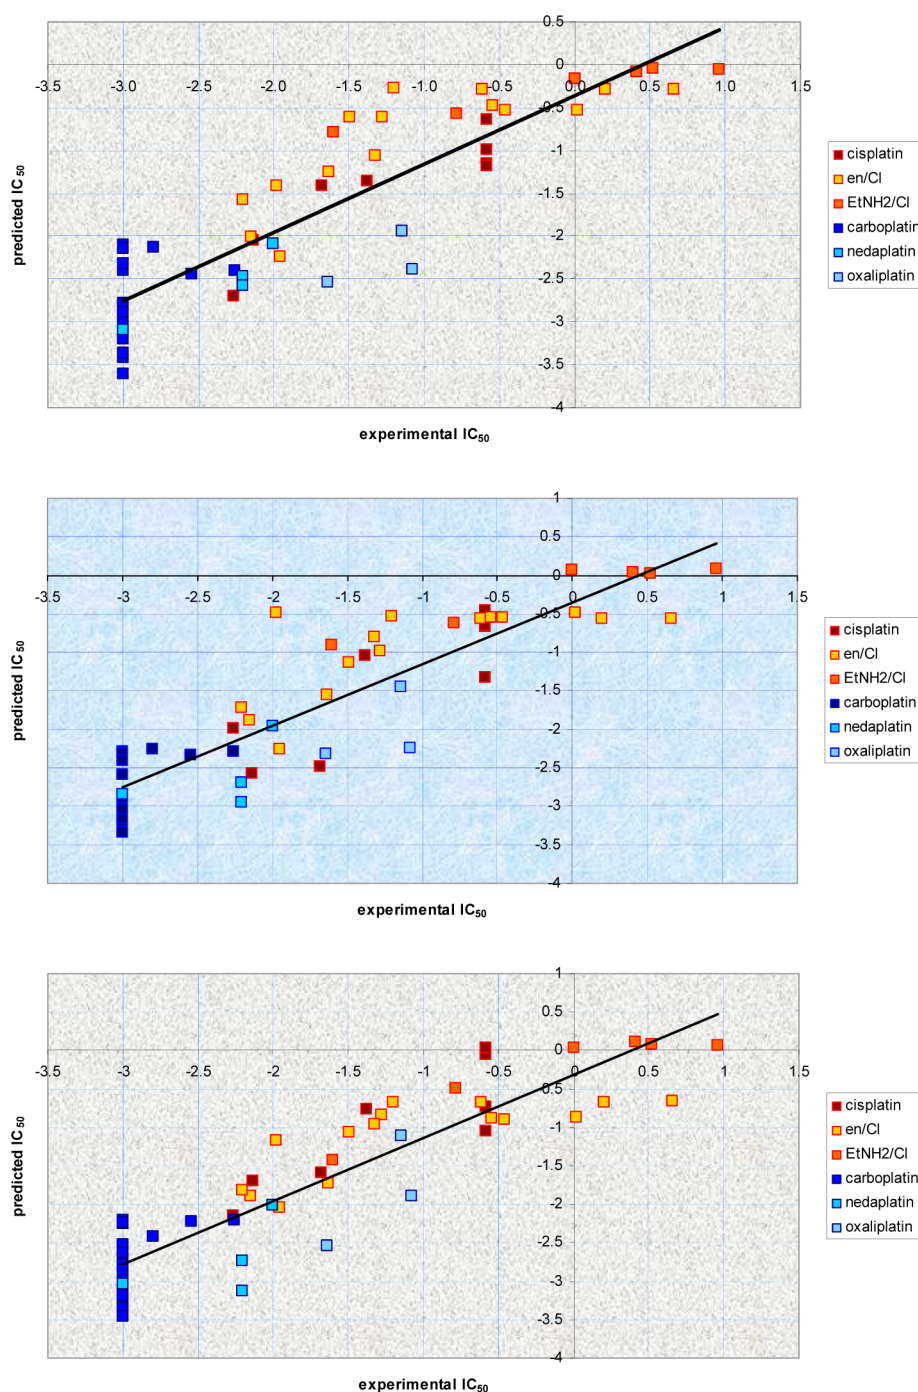 0.5
0
-3.5 -3.0 -2.5 -2.0 -1.5 -1.0 -0.5 0.0 0.5 1.0 1.5
-0.5
-1
-1.5
-2
-2.5
-3
-3.5
-4
predicted IC50
experimental IC50
cisplatin
en/Cl
EtNH2/Cl
carboplatin
nedaplatin
oxaliplatin
1
0.5
0
-3.5 -3 -2.5 -2 -1.5 -1 -0.5 0 0.5 1 1.5
-0.5
-1
-1.5
-2
-2.5
-3
-3.5
-4
predicted IC50
experimental IC50
cisplatin
en/Cl
EtNH2/Cl
carboplatin
nedaplatin
oxaliplatin
1
0.5
0
-3.5 -3 -2.5 -2 -1.5 -1 -0.5 0 0.5 1 1.5
-0.5
-1
-1.5
-2
-2.5
-3
-3.5
-4
predicted IC50
experimental IC50
cisplatin
en/Cl
EtNH2/Cl
carboplatin
nedaplatin
oxaliplatin